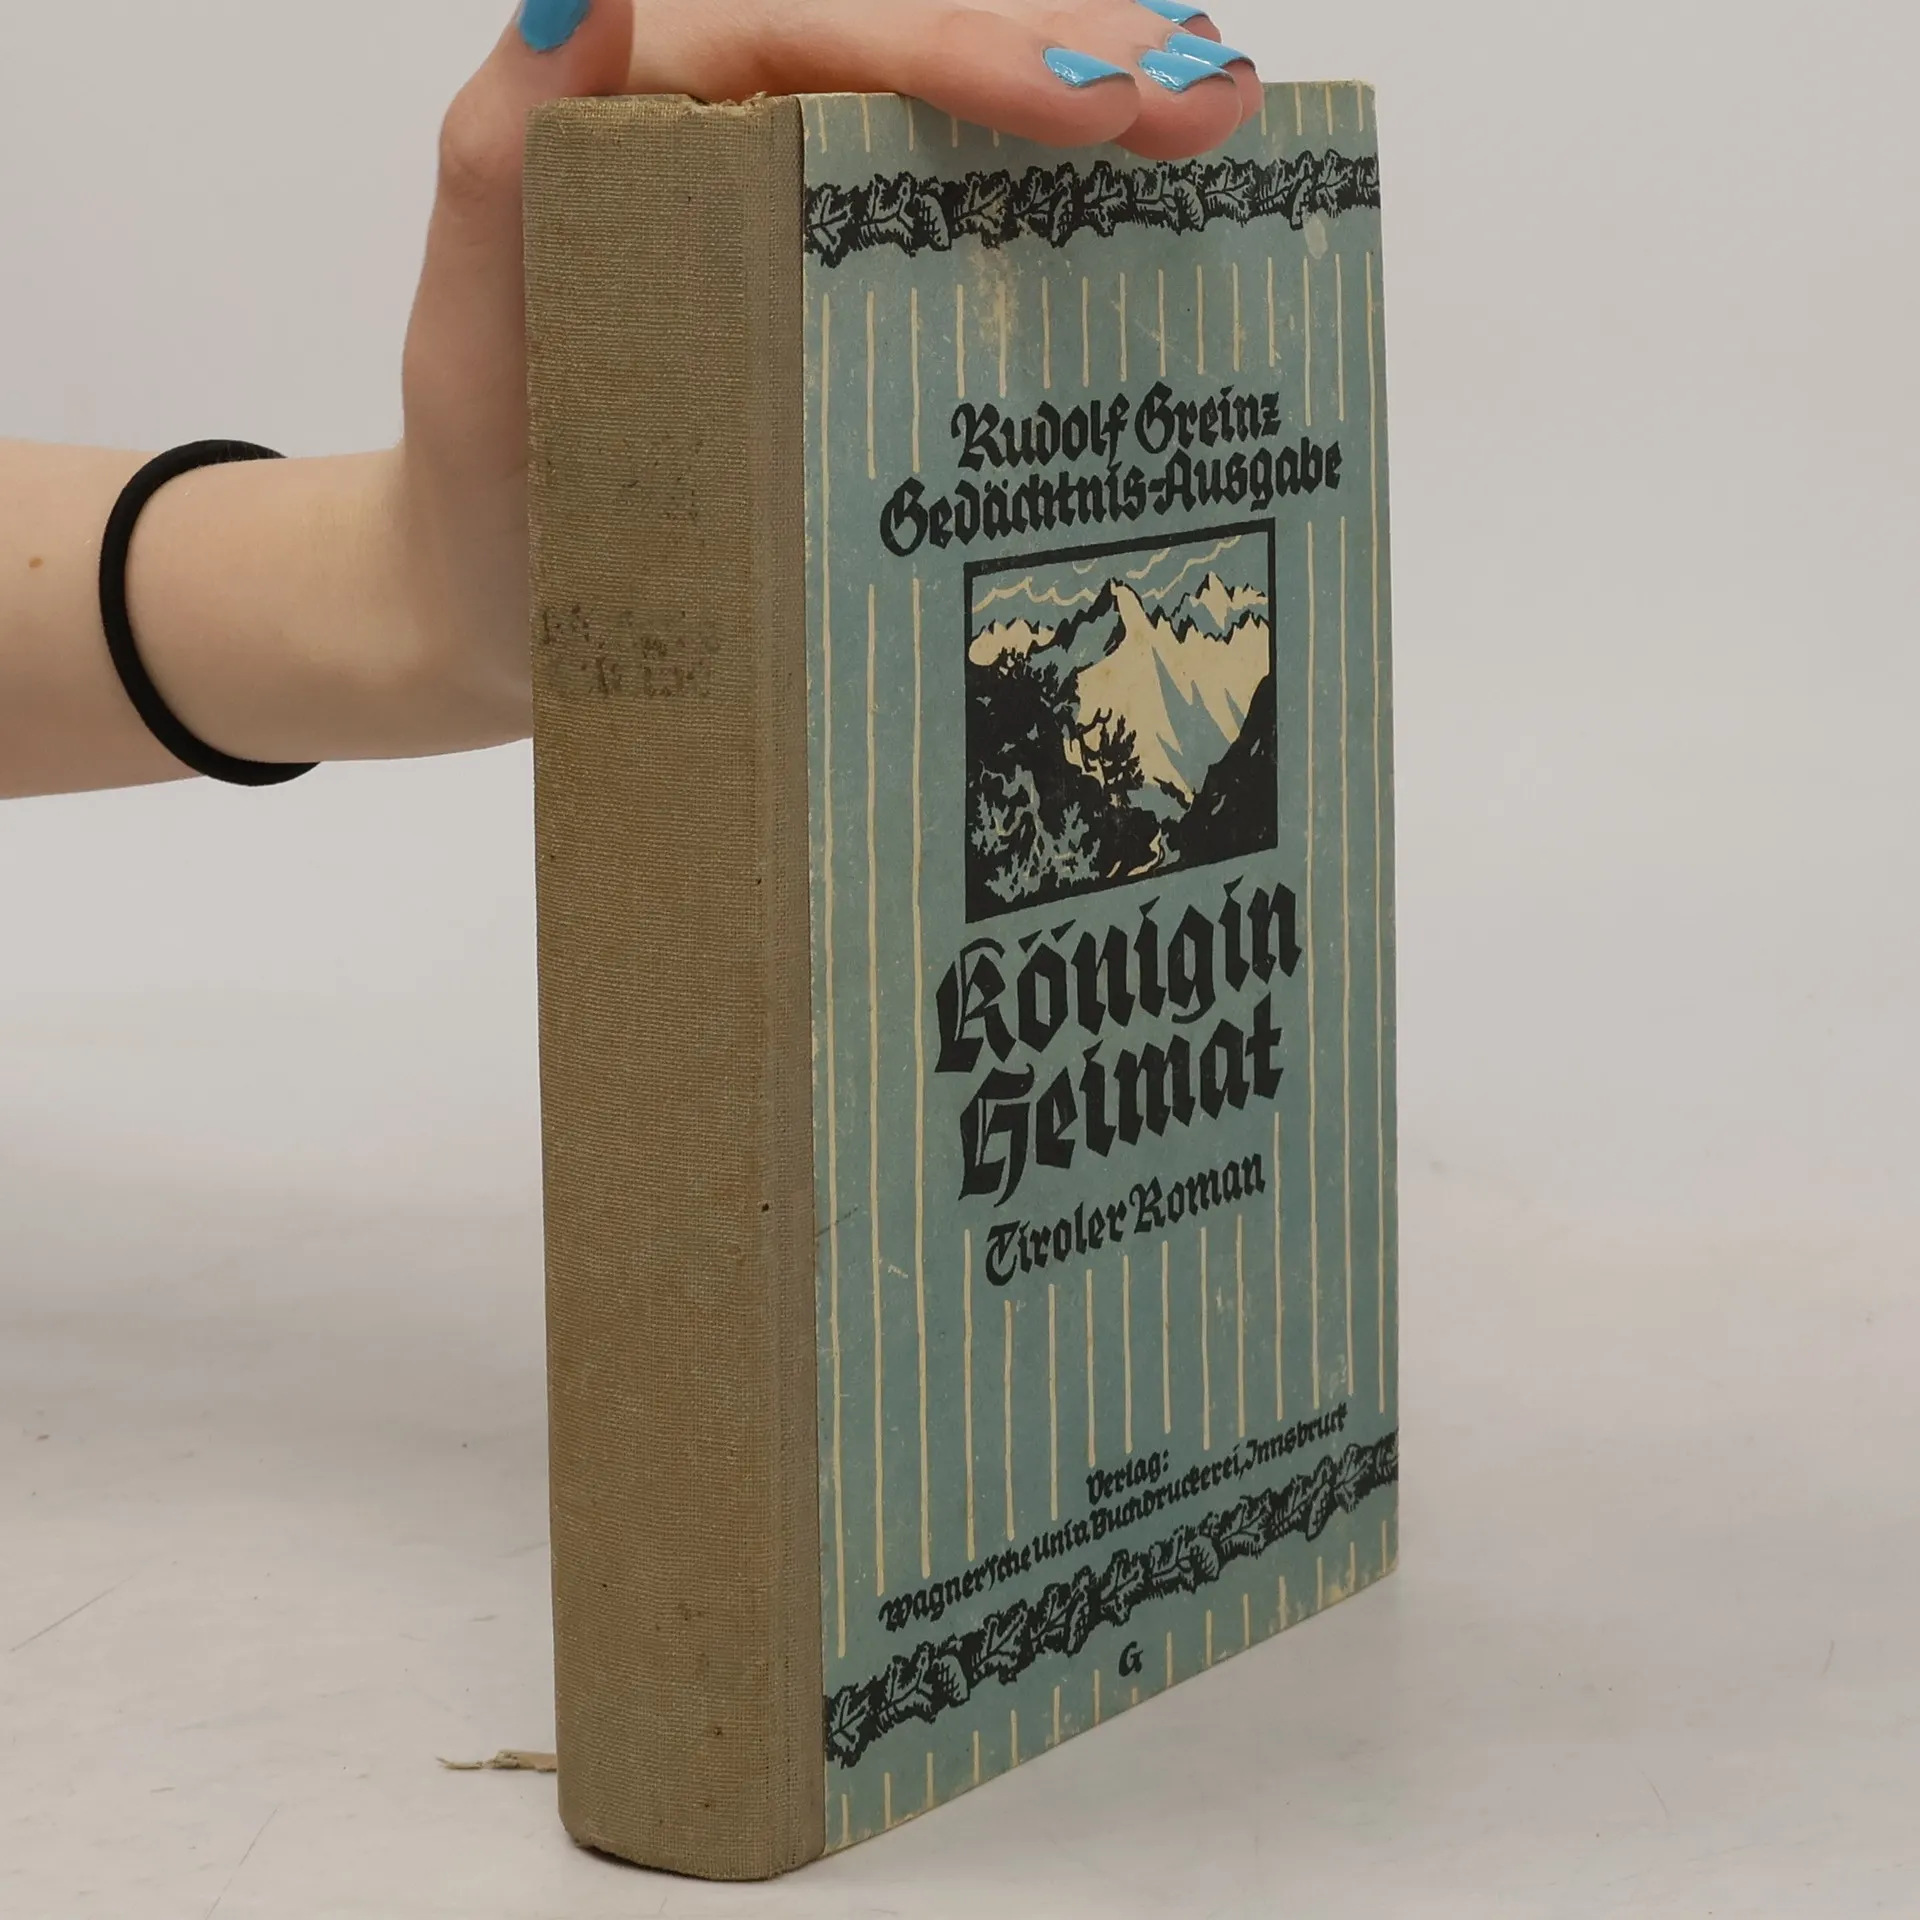 Rudolf Greinz
Gedächtnis-Ausgabe
Königin
Heimat
Tiroler Roman
Verlag:
Wagner'sche Univ. Buchdruckerei, Innsbruck
G